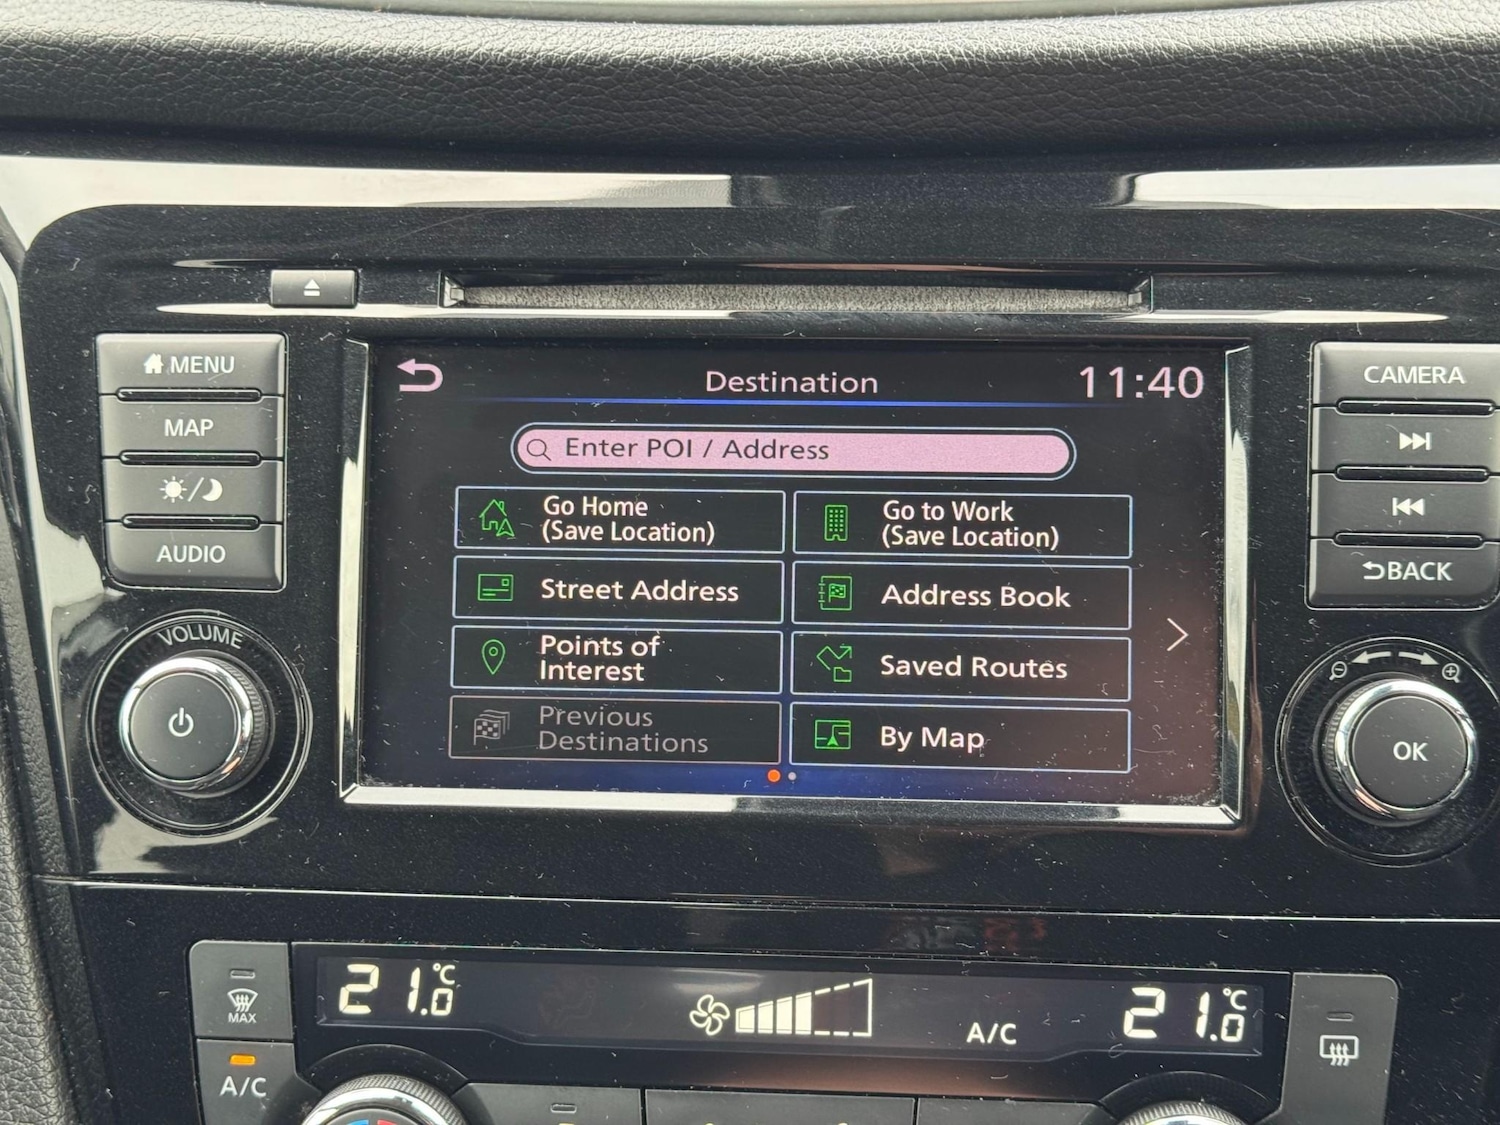 MENU
MAP
AUDIO
VOLUME
Destination
11:40
Enter POI / Address
Go Home
(Save Location)
Go to Work
(Save Location)
Street Address
Address Book
Points of
Interest
Saved Routes
Previous
Destinations
By Map
CAMERA
BACK
OK
MAX
A/C
21.0°C
A/C
21.0°C